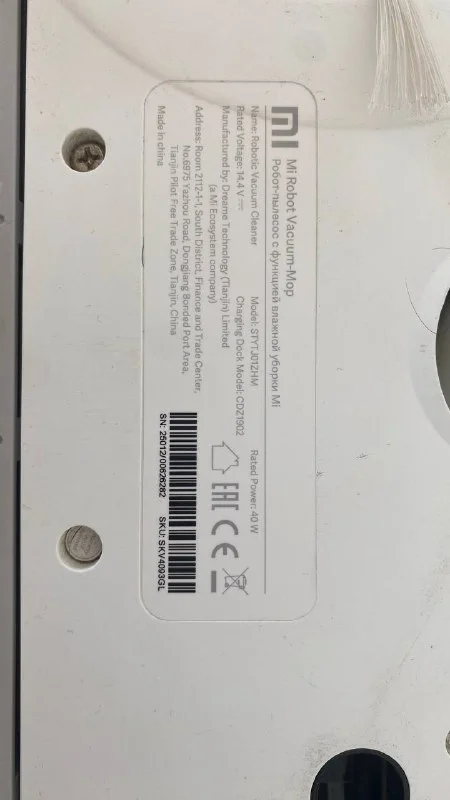 MI
Mi Robot Vacuum-Mop
Робот-пылесос с функцией влажной уборки Mi
Name: Robotic Vacuum Cleaner Model: STYTJ01ZHM Rated Power: 40 W
Rated Voltage: 14.4 V Charging Dock Model: CDZ1902
Manufactured by: Dreame Technology (Tianjin) Limited
(a Mi Ecosystem company)
Address: Room 2112-1-1, South District, Finance and Trade Center,
No.6975 Yazhou Road, Dongjiang Bonded Port Area,
Tianjin Pilot Free Trade Zone, Tianjin, China
Made in china
EAC CE
SN: 25012/00626282 SKU: SKV4093GL